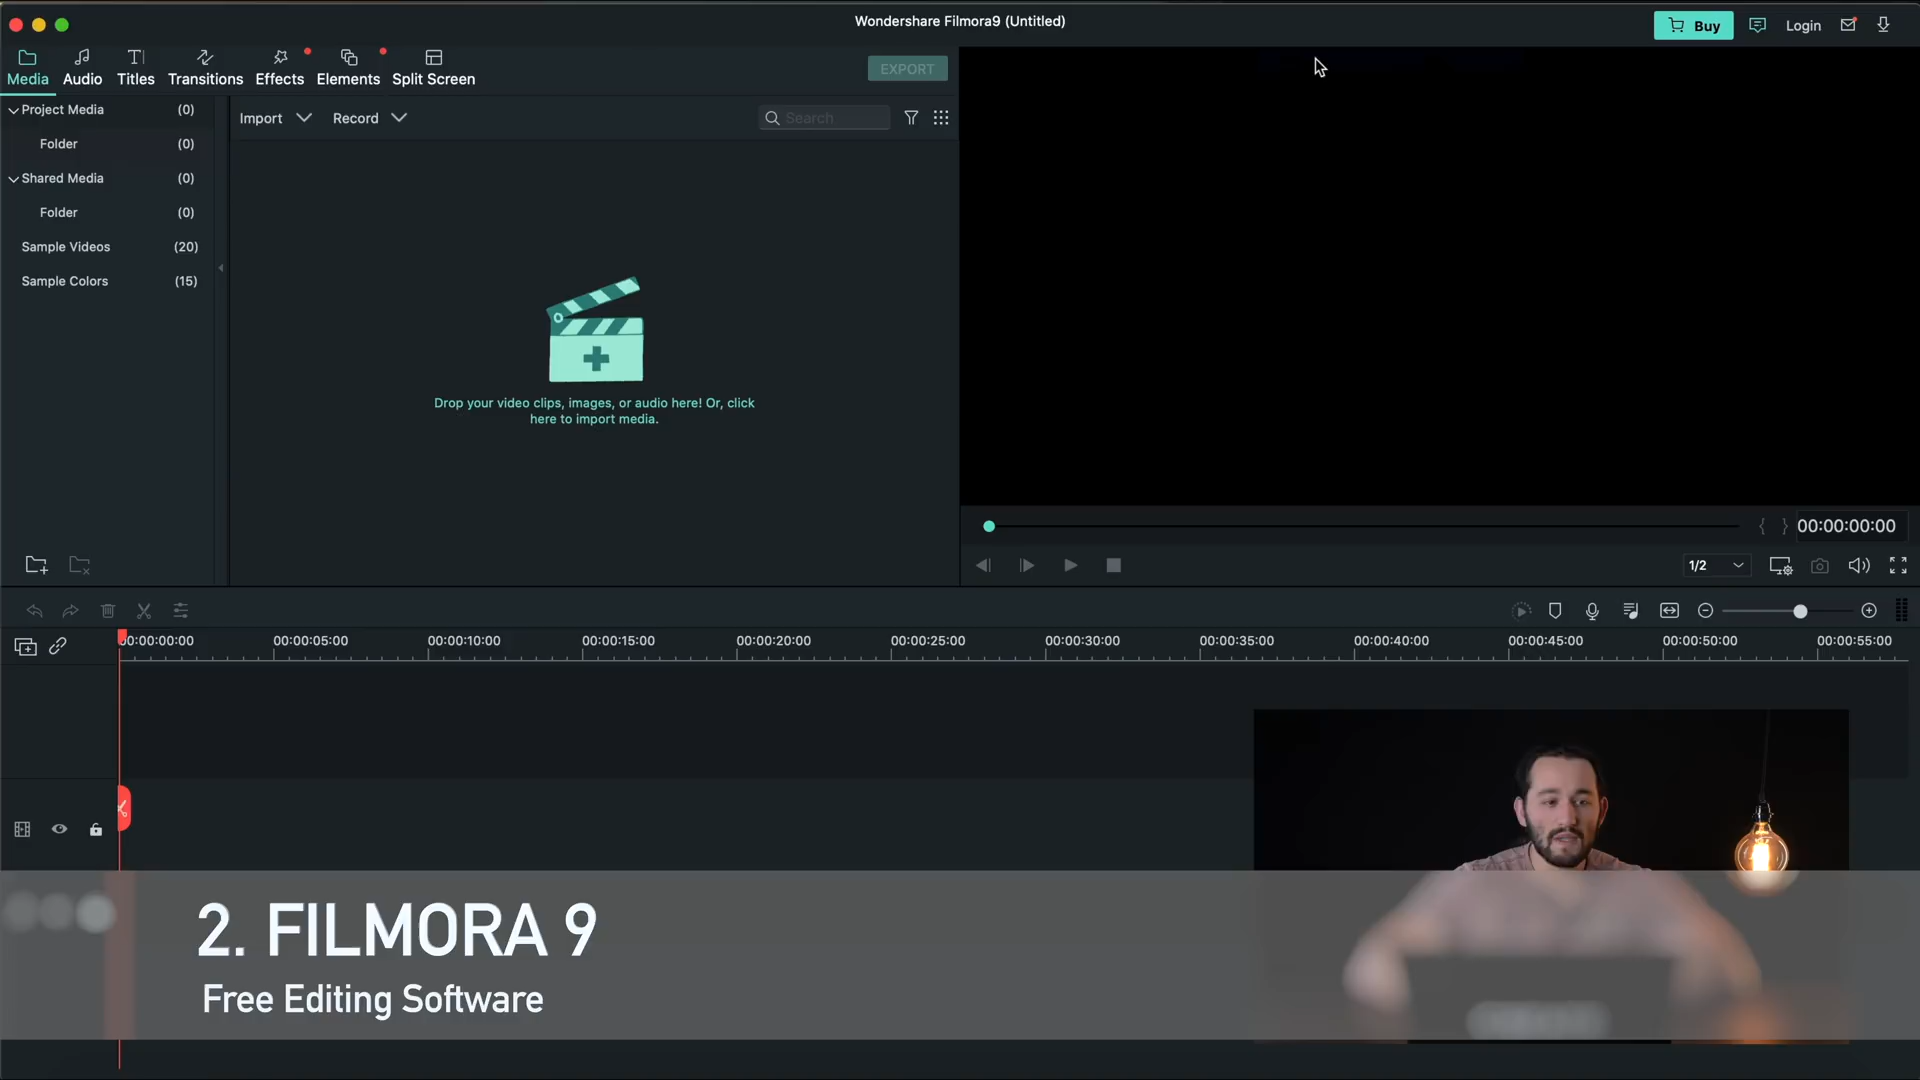 Wondershare Filmora9 (Untitled)
Buy
Login
Media
Audio
Titles
Transitions
Effects
Elements
Split Screen
EXPORT
Project Media (0)
Folder (0)
Shared Media (0)
Folder (0)
Sample Videos (20)
Sample Colors (15)
Import
Record
Search
Drop your video clips, images, or audio here! Or, click
here to import media.
00:00:00:00
1/2
00:00:00:00 00:00:05:00 00:00:10:00 00:00:15:00 00:00:20:00 00:00:25:00 00:00:30:00 00:00:35:00 00:00:40:00 00:00:45:00 00:00:50:00 00:00:55:00
2. FILMORA 9
Free Editing Software